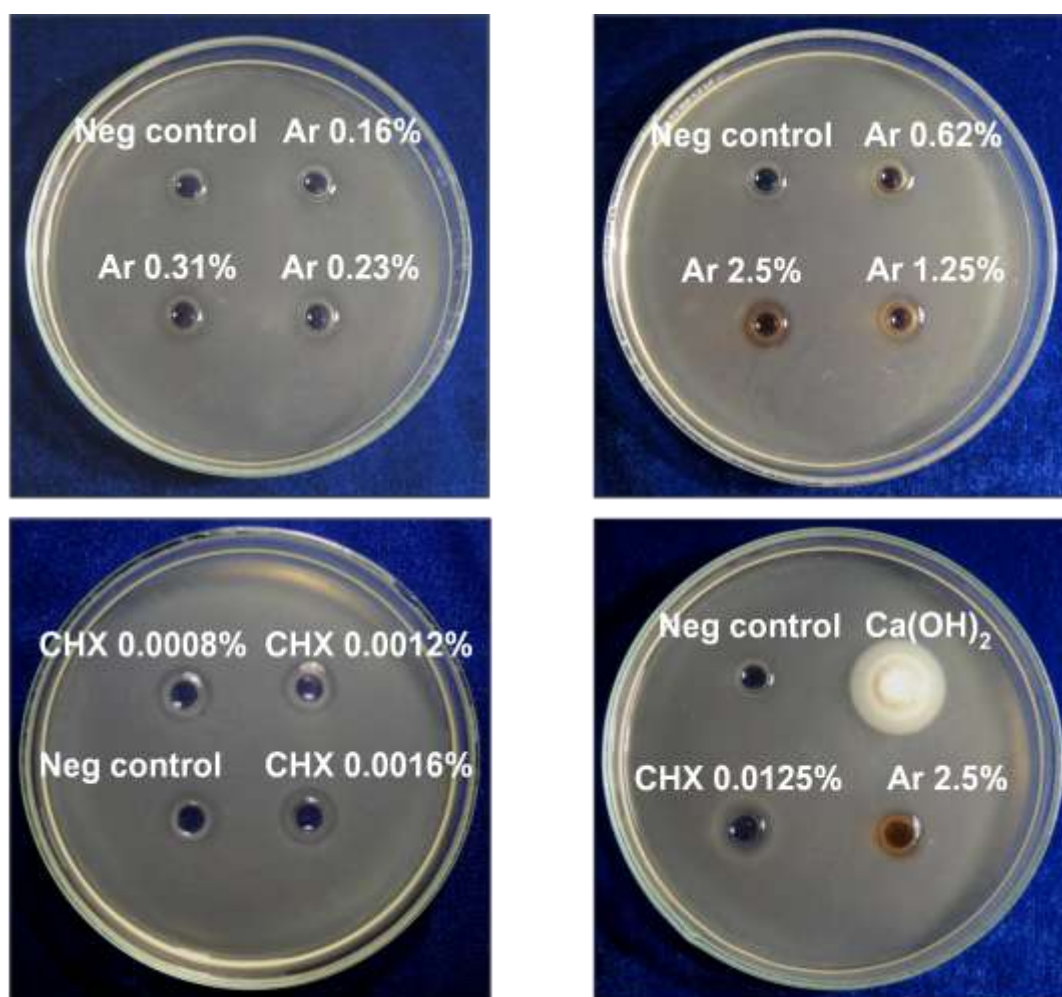 Neg control Ar 0.16%
Ar 0.31% Ar 0.23%
Neg control Ar 0.62%
Ar 2.5% Ar 1.25%
CHX 0.0008% CHX 0.0012%
Neg control CHX 0.0016%
Neg control Ca(OH)₂
CHX 0.0125% Ar 2.5%